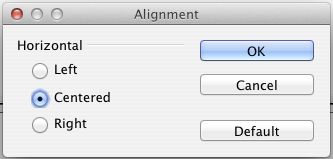 Alignment
Horizontal
Left
Centered
Right
OK
Cancel
Default